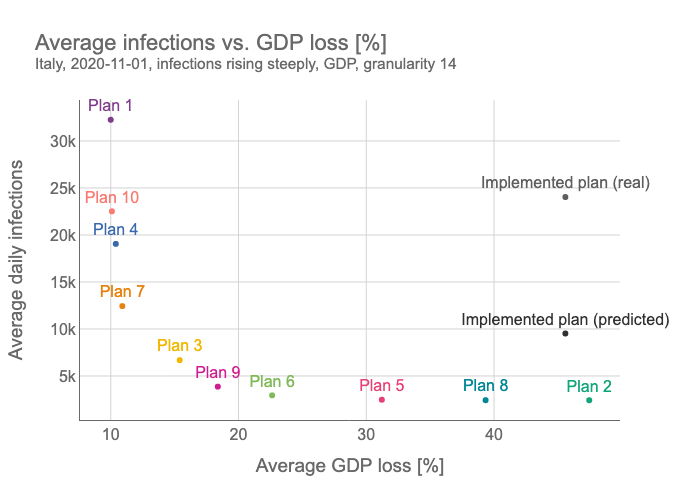 Average infections vs. GDP loss [%]
Italy, 2020-11-01, infections rising steeply, GDP, granularity 14
Plan 1
30k
Implemented plan (real)
25k
Plan 10
Plan 4
20k
15k
Plan 7
Implemented plan (predicted)
10k
Plan 3
Plan 9
Plan 6
Plan 5
Plan 8
Plan 2
5k
10
20
30
40
Average daily infections
Average GDP loss [%]